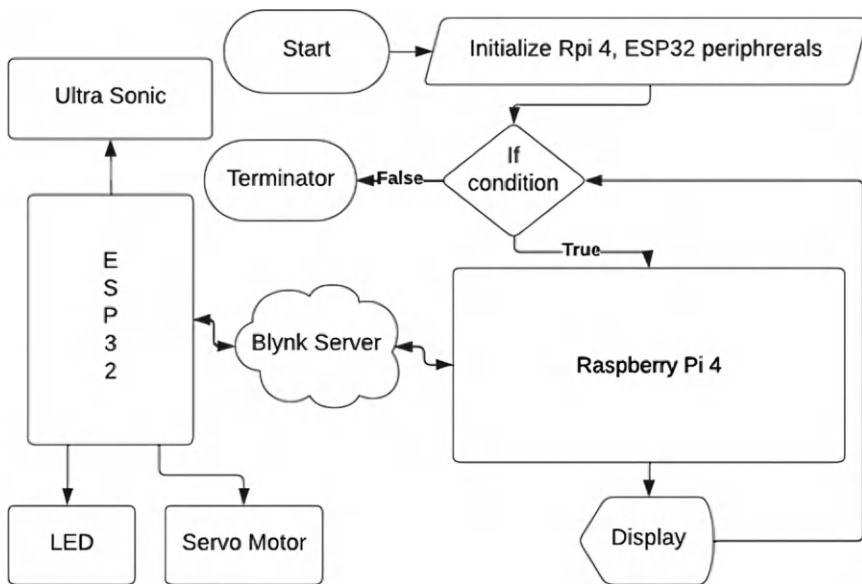 Start
Initialize Rpi 4, ESP32 periphrerals
Ultra Sonic
If
condition
Terminator
False
True
E
S
P
3
2
Blynk Server
Raspberry Pi 4
LED
Servo Motor
Display